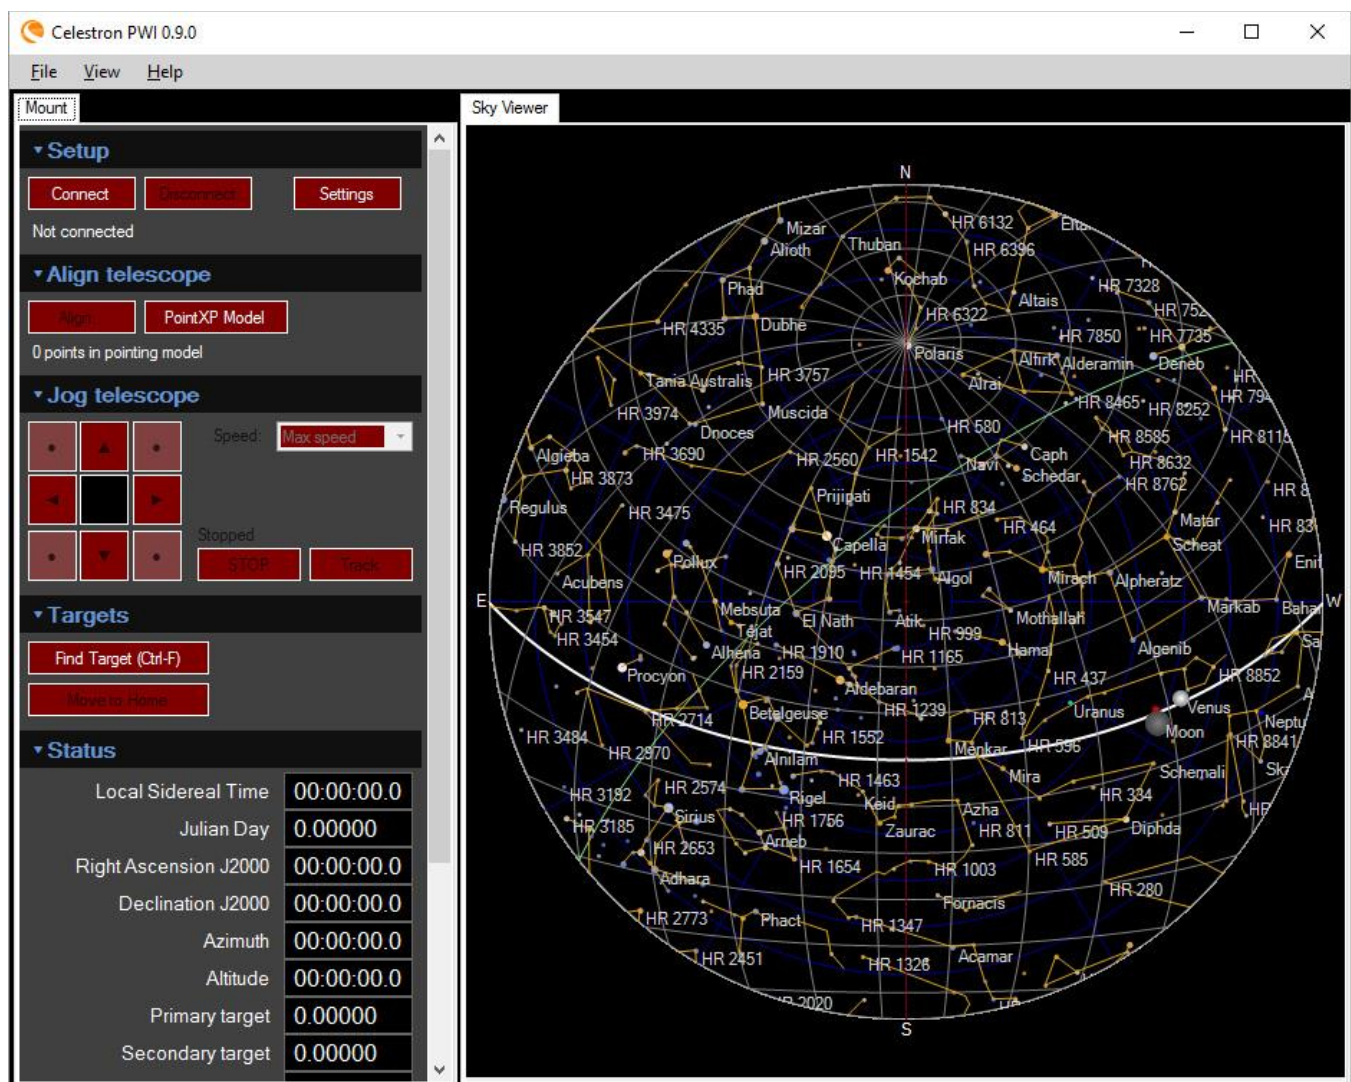 Celestron PWI 0.9.0
File View Help
Mount
Sky Viewer
Setup
Connect Disconnect Settings
Not connected
Align telescope
Align... PointXP Model
0 points in pointing model
Jog telescope
Speed: Max speed
Stopped
STOP Track
Targets
Find Target (Ctrl-F)
Move to Home
Status
Local Sidereal Time 00:00:00.0
Julian Day 0.00000
Right Ascension J2000 00:00:00.0
Declination J2000 00:00:00.0
Azimuth 00:00:00.0
Altitude 00:00:00.0
Primary target 0.00000
Secondary target 0.00000
N
Mizar
HR 6132
Alioth
Thuban
HR 6396
Kochab
Phad
HR 7328
Altais
HR 6322
Dubhe
HR 4335
HR 7850
HR 7735
Polaris
Alfirk
Alderamin
Deneb
Tania Australis
HR 3757
Alrai
HR 3974
Muscida
HR 8465
HR 8252
Dnoces
HR 580
HR 8585
HR 8115
Algieba
HR 3690
HR 2560
HR 1542
Navi
Caph
Schedar
HR 8632
HR 3873
HR 8762
Prijipati
Regulus
HR 3475
HR 834
HR 464
Matar
HR 3852
Capella
Mirfak
Scheat
Pollux
HR 2095
HR 1454
Algol
Mirach
Alpheratz
Enif
Acubens
E
Mebsuta
El Nath
Atik
Mothallah
Markab
W
HR 3547
Tejat
HR 999
HR 3454
Alhena
HR 1910
HR 1165
Hamal
Algenib
Procyon
HR 2159
HR 437
HR 8852
Aldebaran
Betelgeuse
HR 1239
HR 813
Uranus
Venus
HR 2714
Moon
HR 3484
HR 2970
HR 1552
Menkar
HR 596
HR 8841
Alnilam
Mira
Schemali
HR 3192
HR 2574
Rigel
HR 1463
HR 334
Sirius
HR 1756
Keid
Azha
HR 3185
Zaurac
HR 811
HR 509
Diphda
HR 2653
Arneb
HR 1654
HR 1003
HR 585
Adhara
HR 280
HR 2773
Phact
HR 1347
Fornacis
HR 2451
HR 1326
Acamar
HR 2020
S